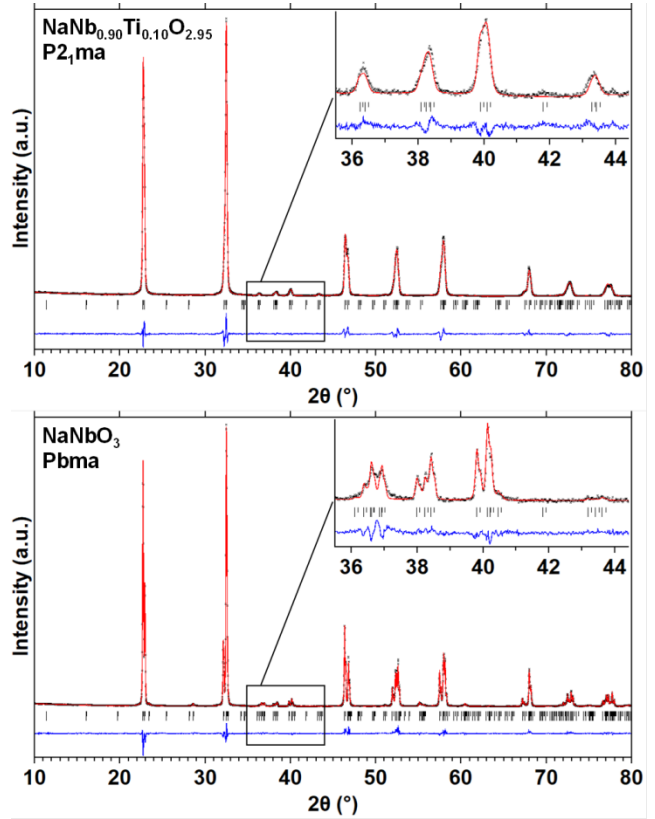 NaNb₀.₉₀Ti₀.₁₀O₂.₉₅
P2₁ma
Intensity (a.u.)
36 38 40 42 44
10 20 30 40 50 60 70 80
2θ (°)
NaNbO₃
Pbma
Intensity (a.u.)
36 38 40 42 44
10 20 30 40 50 60 70 80
2θ (°)